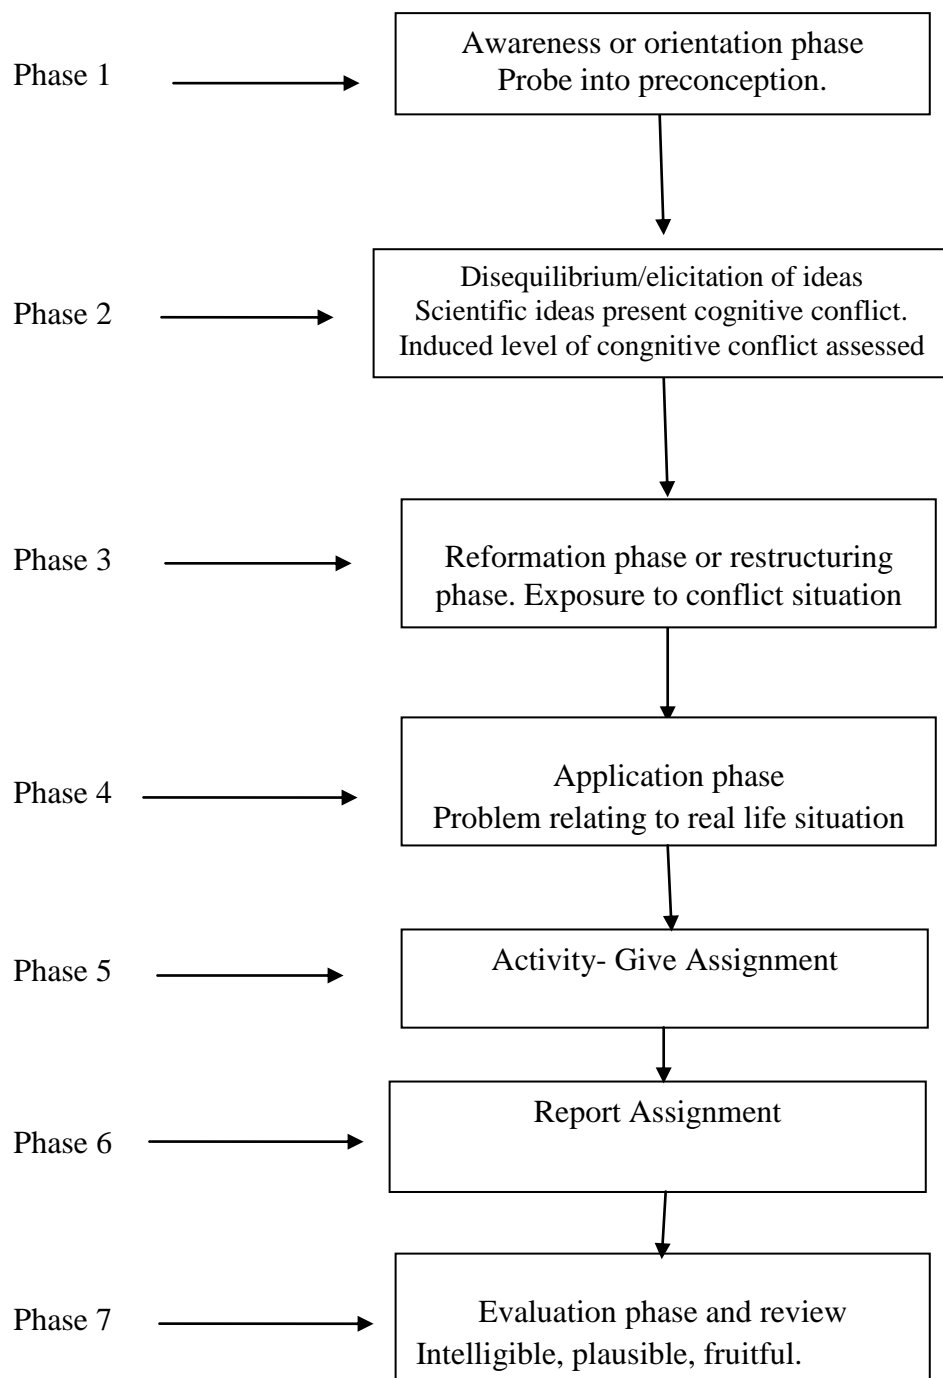 Phase 1
Awareness or orientation phase
Probe into preconception.
Phase 2
Disequilibrium/elicitation of ideas
Scientific ideas present cognitive conflict.
Induced level of congnitive conflict assessed
Phase 3
Reformation phase or restructuring
phase. Exposure to conflict situation
Phase 4
Application phase
Problem relating to real life situation
Phase 5
Activity- Give Assignment
Phase 6
Report Assignment
Phase 7
Evaluation phase and review
Intelligible, plausible, fruitful.